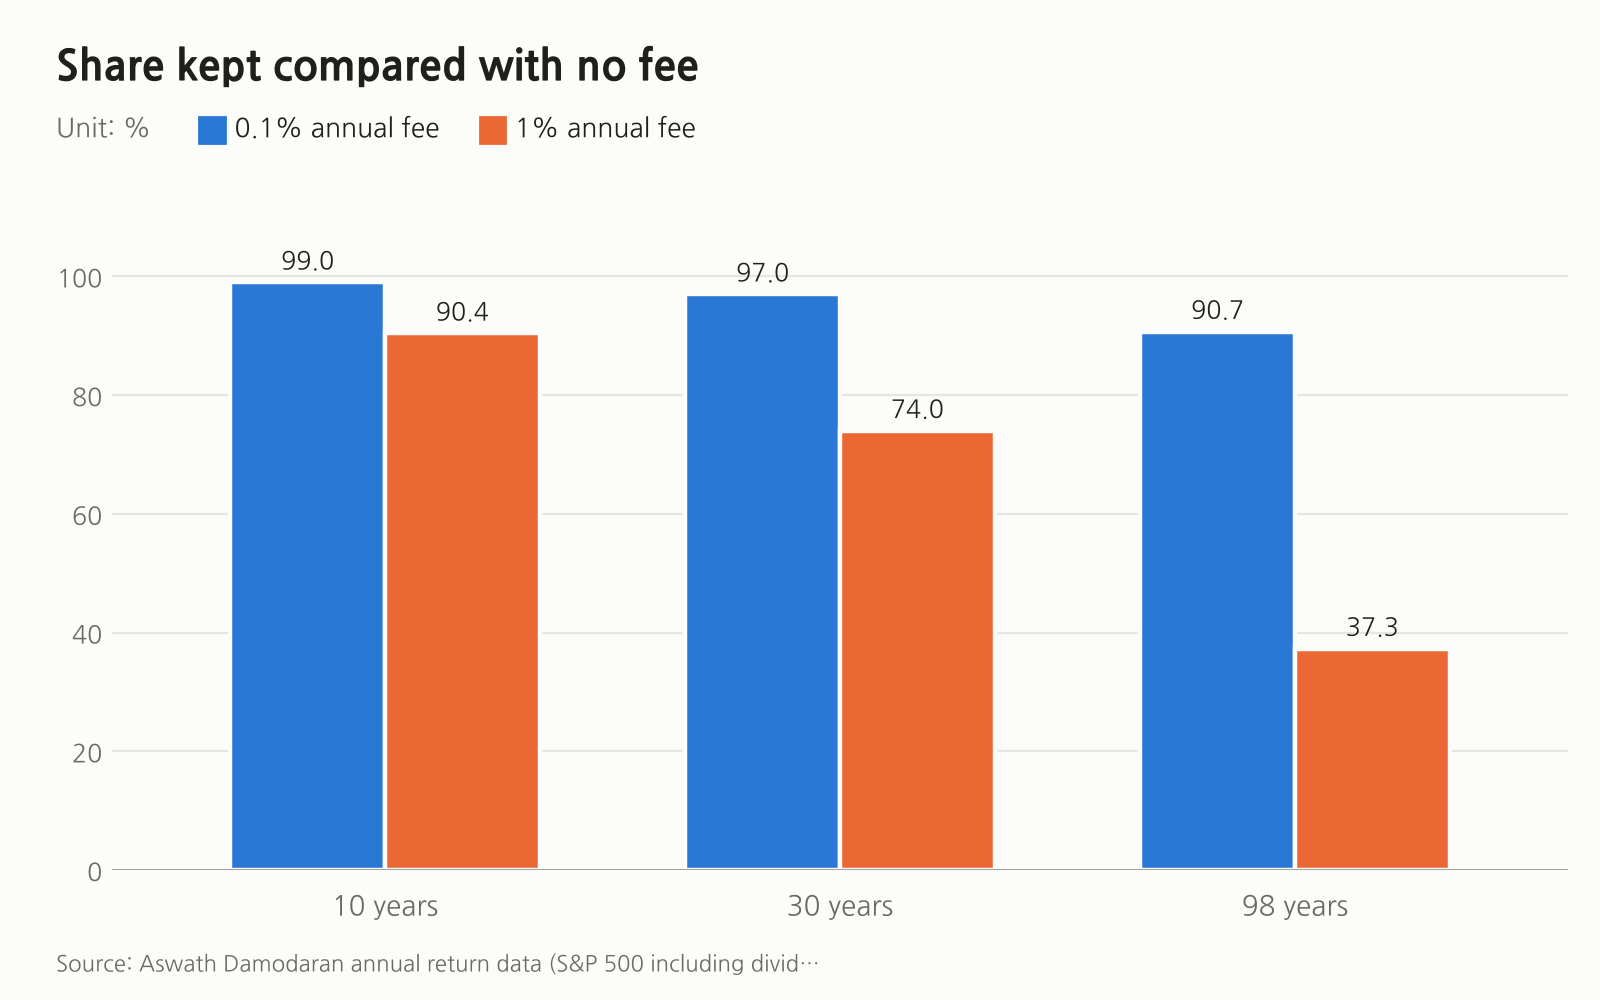 Share kept compared with no fee
Unit: % 0.1% annual fee 1% annual fee
99.0 90.4 97.0 74.0 90.7 37.3
100
80
60
40
20
0
10 years 30 years 98 years
Source: Aswath Damodaran annual return data (S&P 500 including divid…